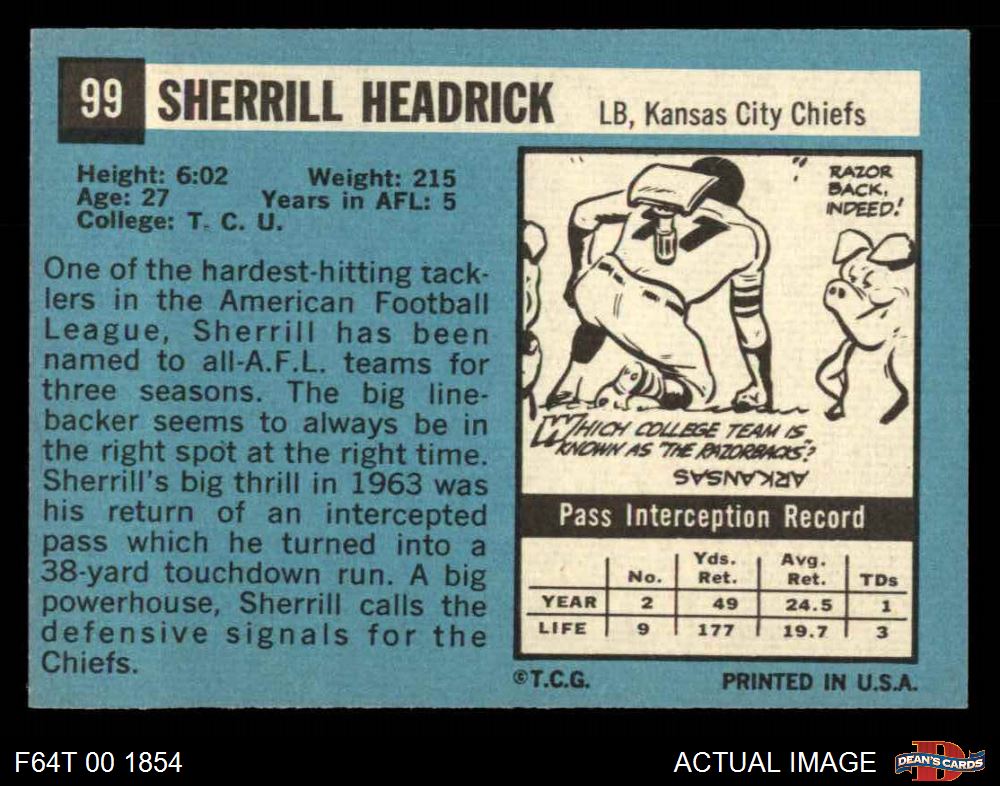 99 SHERRILL HEADRICK LB, Kansas City Chiefs
Height: 6:02 Weight: 215
Age: 27 Years in AFL: 5
College: T. C. U.
One of the hardest-hitting tack-
lers in the American Football
League, Sherrill has been
named to all-A.F.L. teams for
three seasons. The big line-
backer seems to always be in
the right spot at the right time.
Sherrill's big thrill in 1963 was
his return of an intercepted
pass which he turned into a
38-yard touchdown run. A big
powerhouse, Sherrill calls the
defensive signals for the
Chiefs.
RAZOR
BACK,
INDEED!
WHICH COLLEGE TEAM IS
KNOWN AS "THE RAZORBACKS"?
ARKANSAS
Pass Interception Record
No. Yds. Ret. Avg. Ret. TDs
YEAR 2 49 24.5 1
LIFE 9 177 19.7 3
©T.C.G. PRINTED IN U.S.A.
F64T 00 1854 ACTUAL IMAGE DEAN'S CARDS